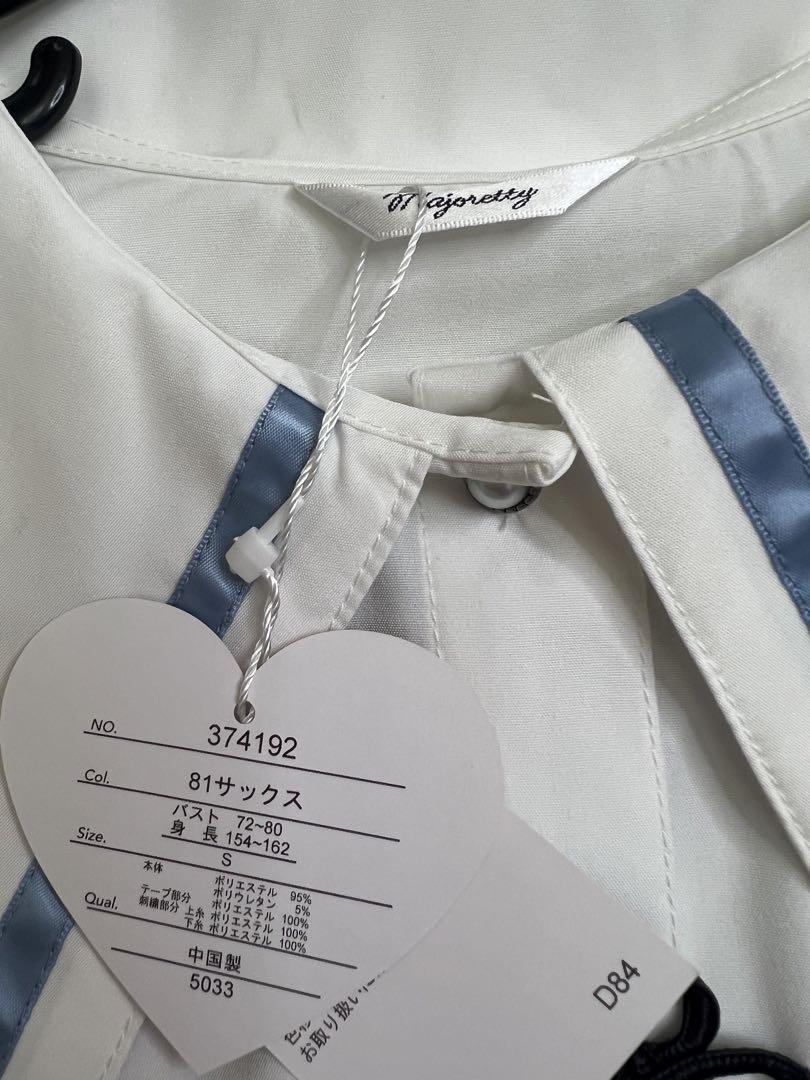 Majoretty
NO. 374192
Col. 81サックス
バスト 72~80
身 長 154~162
Size. S
本体 ポリエステル 95%
ポリウレタン 5%
Qual. テープ部分 ポリエステル 100%
刺繍部分 上糸 ポリエステル 100%
下糸 ポリエステル 100%
中国製
5033
お取り扱い
D84